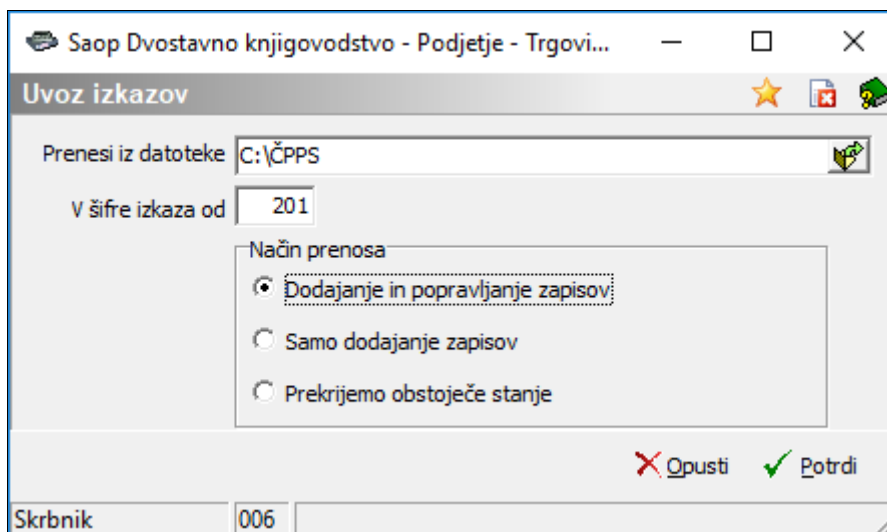 Saop Dvostavno knjigovodstvo - Podjetje - Trgovi...
Uvoz izkazov
Prenesi iz datoteke C:\ČPPS
V šifre izkaza od 201
Način prenosa
Dodajanje in popravljanje zapisov
Samo dodajanje zapisov
Prekrijemo obstoječe stanje
Opusti Potrdi
Skrbnik 006